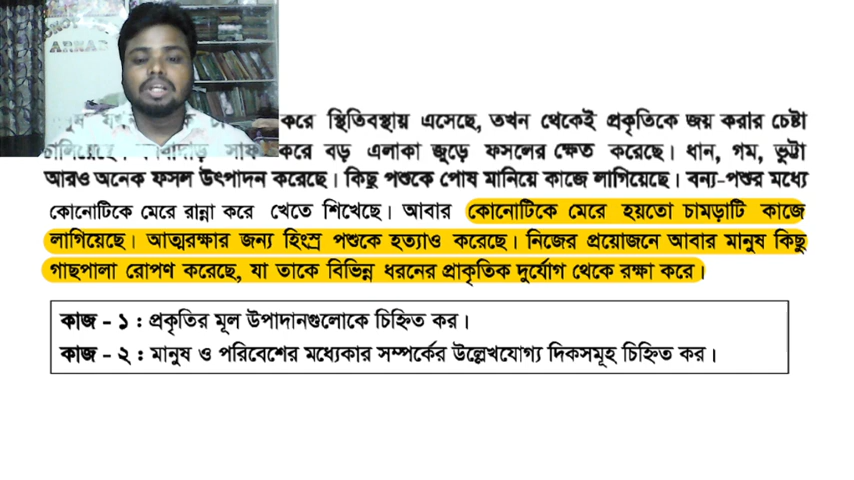 করে স্থিতিবস্থায় এসেছে, তখন থেকেই প্রকৃতিকে জয় করার চেষ্টা
করে বড় এলাকা জুড়ে ফসলের ক্ষেত করেছে। ধান, গম, ভুট্টা
আরও অনেক ফসল উৎপাদন করেছে। কিছু পশুকে পোষ মানিয়ে কাজে লাগিয়েছে। বন্য-পশুর মধ্যে
কোনোটিকে মেরে রান্না করে খেতে শিখেছে। আবার কোনোটিকে মেরে হয়তো চামড়াটি কাজে
লাগিয়েছে। আত্মরক্ষার জন্য হিংস্র পশুকে হত্যাও করেছে। নিজের প্রয়োজনে আবার মানুষ কিছু
গাছপালা রোপণ করেছে, যা তাকে বিভিন্ন ধরনের প্রাকৃতিক দুর্যোগ থেকে রক্ষা করে।
কাজ - ১ : প্রকৃতির মূল উপাদানগুলোকে চিহ্নিত কর।
কাজ - ২ : মানুষ ও পরিবেশের মধ্যেকার সম্পর্কের উল্লেখযোগ্য দিকসমূহ চিহ্নিত কর।